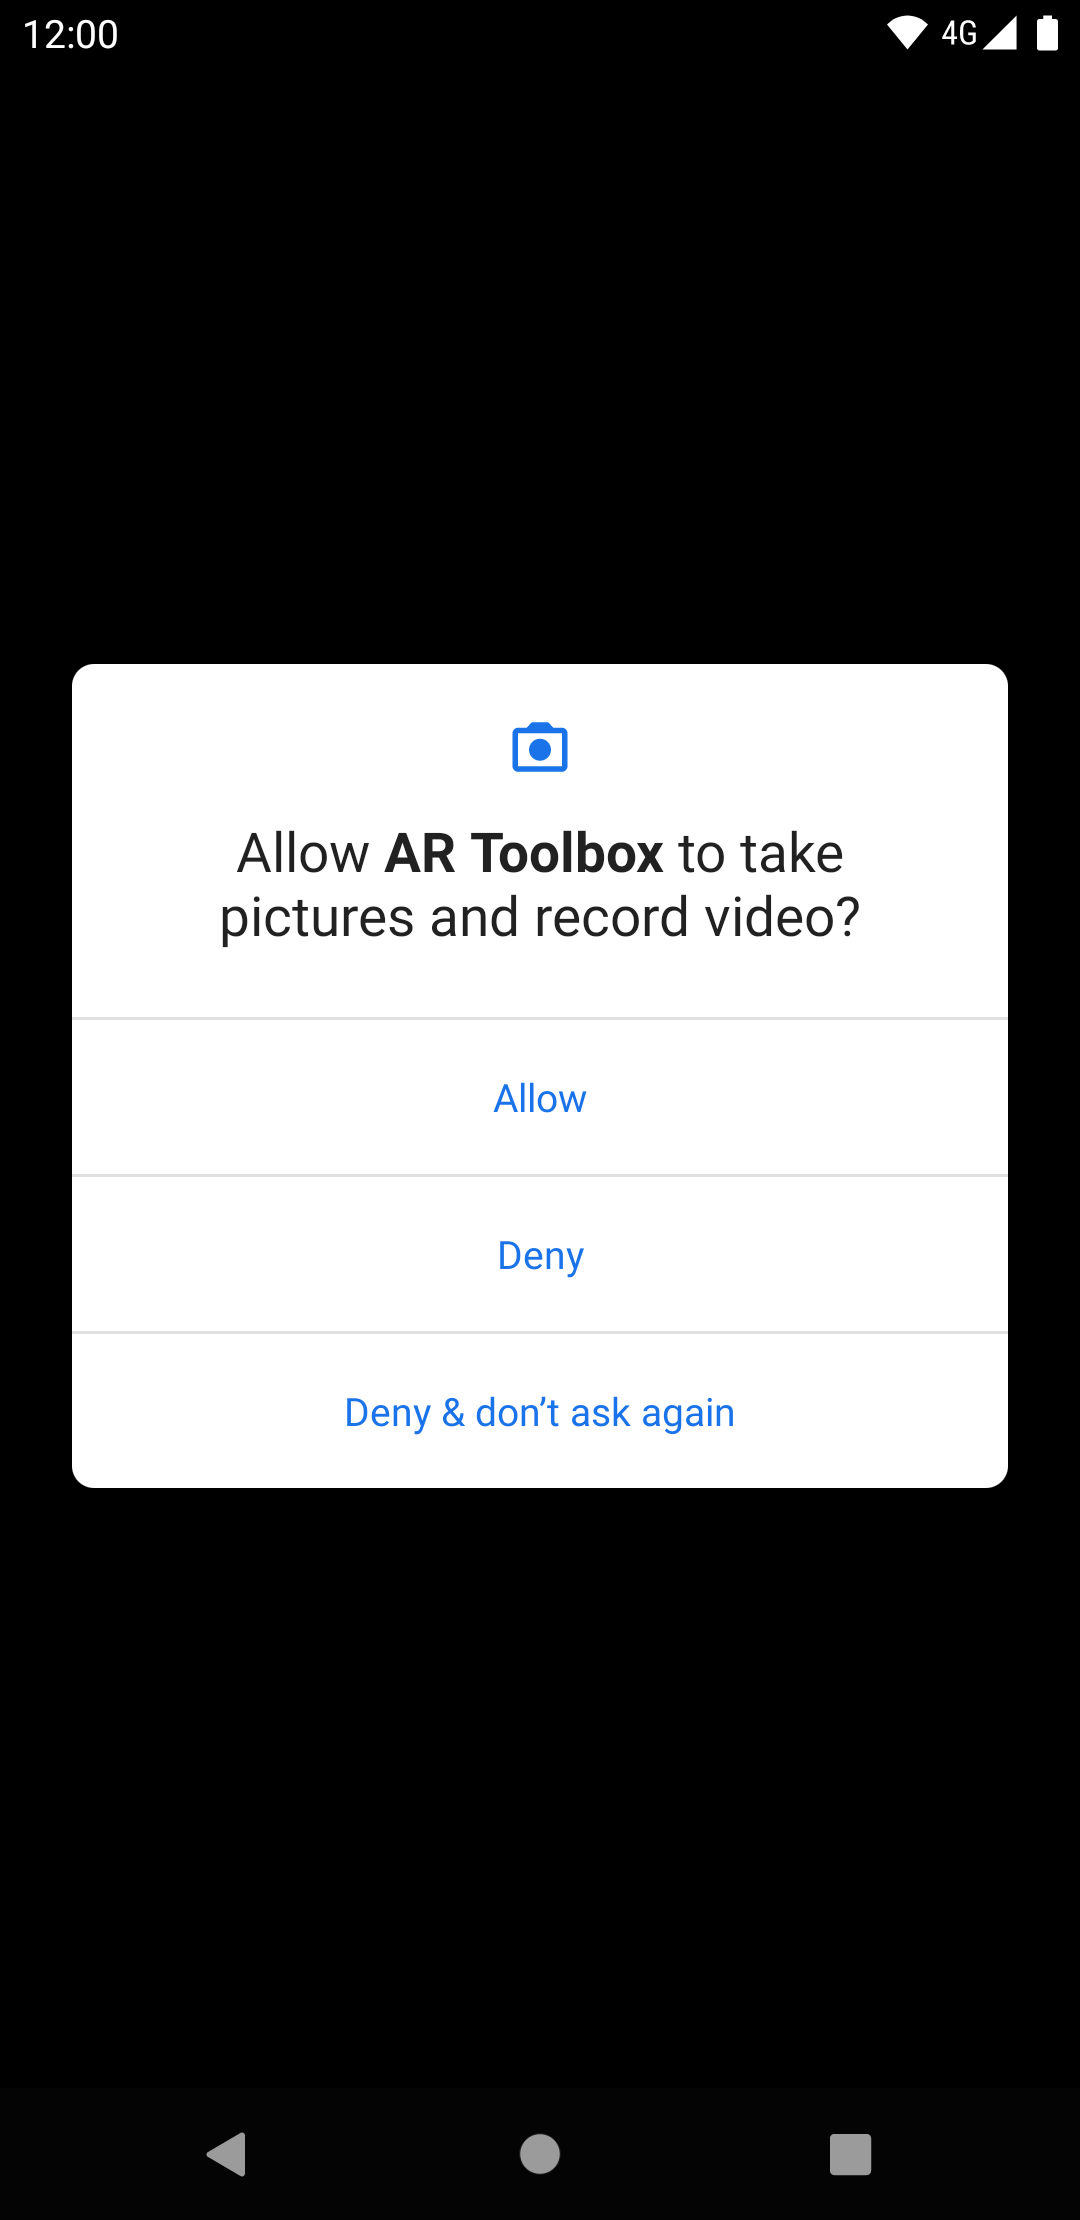 12:00
4G
Allow AR Toolbox to take
pictures and record video?
Allow
Deny
Deny & don’t ask again